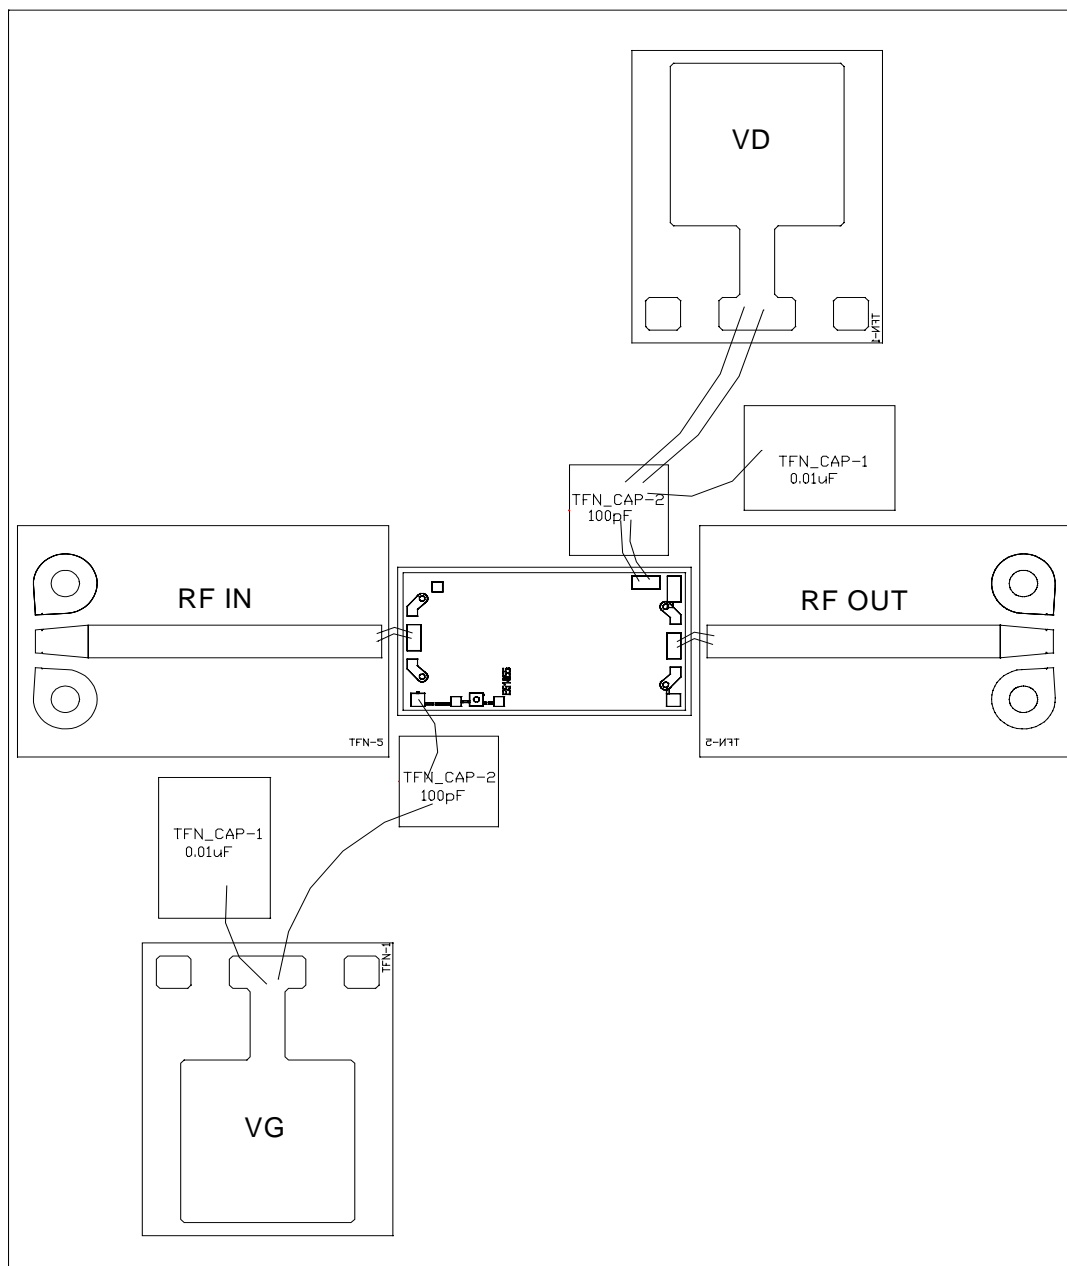 VD
TFN-1
TFN_CAP-1
0.01uF
TFN_CAP-2
100pF
RF IN
RF OUT
TFN-5
TFN-5
TFN_CAP-2
100pF
TFN_CAP-1
0.01uF
TFN-1
VG